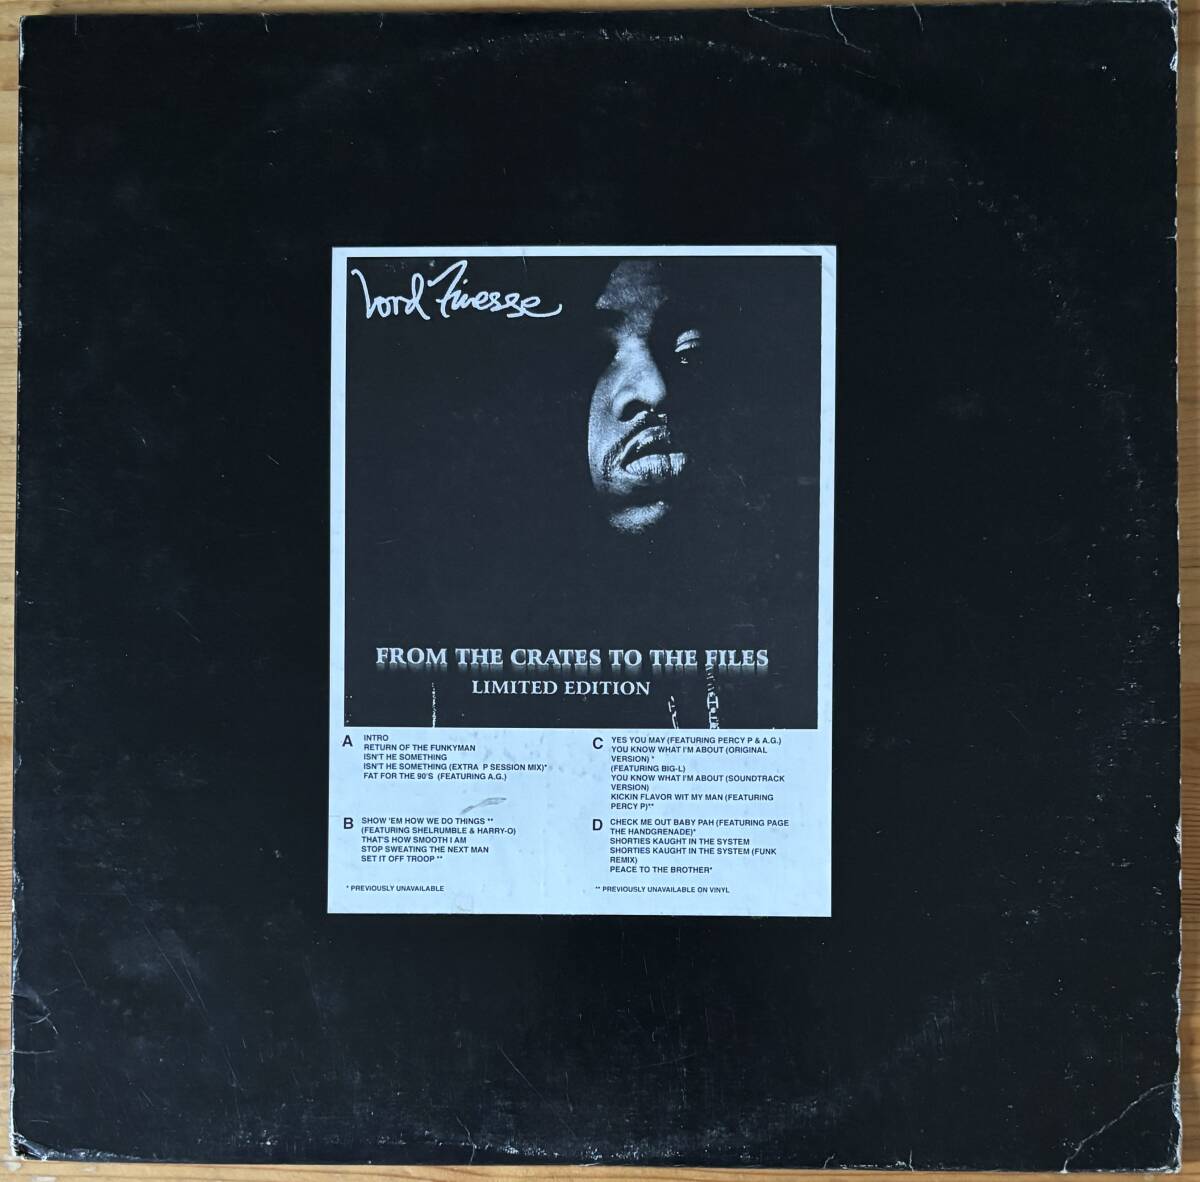 Lord Finesse
FROM THE CRATES TO THE FILES
LIMITED EDITION
A
INTRO
RETURN OF THE FUNKYMAN
ISN'T HE SOMETHING
ISN'T HE SOMETHING (EXTRA P SESSION MIX)*
FAT FOR THE 90'S (FEATURING A.G.)
B
SHOW 'EM HOW WE DO THINGS **
(FEATURING SHELRUMBLE & HARRY-O)
THAT'S HOW SMOOTH I AM
STOP SWEATING THE NEXT MAN
SET IT OFF TROOP **
* PREVIOUSLY UNAVAILABLE
C
YES YOU MAY (FEATURING PERCY P & A.G.)
YOU KNOW WHAT I'M ABOUT (ORIGINAL
VERSION) *
(FEATURING BIG-L)
YOU KNOW WHAT I'M ABOUT (SOUNDTRACK
VERSION)
KICKIN FLAVOR WIT MY MAN (FEATURING
PERCY P)**
D
CHECK ME OUT BABY PAH (FEATURING PAGE
THE HANDGRENADE)*
SHORTIES KAUGHT IN THE SYSTEM
SHORTIES KAUGHT IN THE SYSTEM (FUNK
REMIX)
PEACE TO THE BROTHER*
** PREVIOUSLY UNAVAILABLE ON VINYL